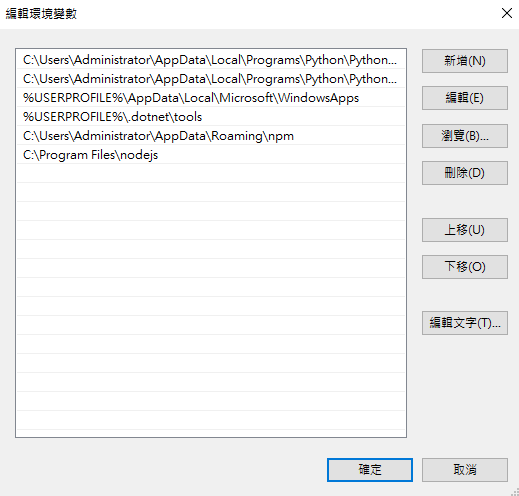 編輯環境變數
C:\Users\Administrator\AppData\Local\Programs\Python\Python...
C:\Users\Administrator\AppData\Local\Programs\Python\Python...
%USERPROFILE%\AppData\Local\Microsoft\WindowsApps
%USERPROFILE%\.dotnet\tools
C:\Users\Administrator\AppData\Roaming\npm
C:\Program Files\nodejs
新增(N)
編輯(E)
瀏覽(B)...
刪除(D)
上移(U)
下移(O)
編輯文字(T)...
確定
取消